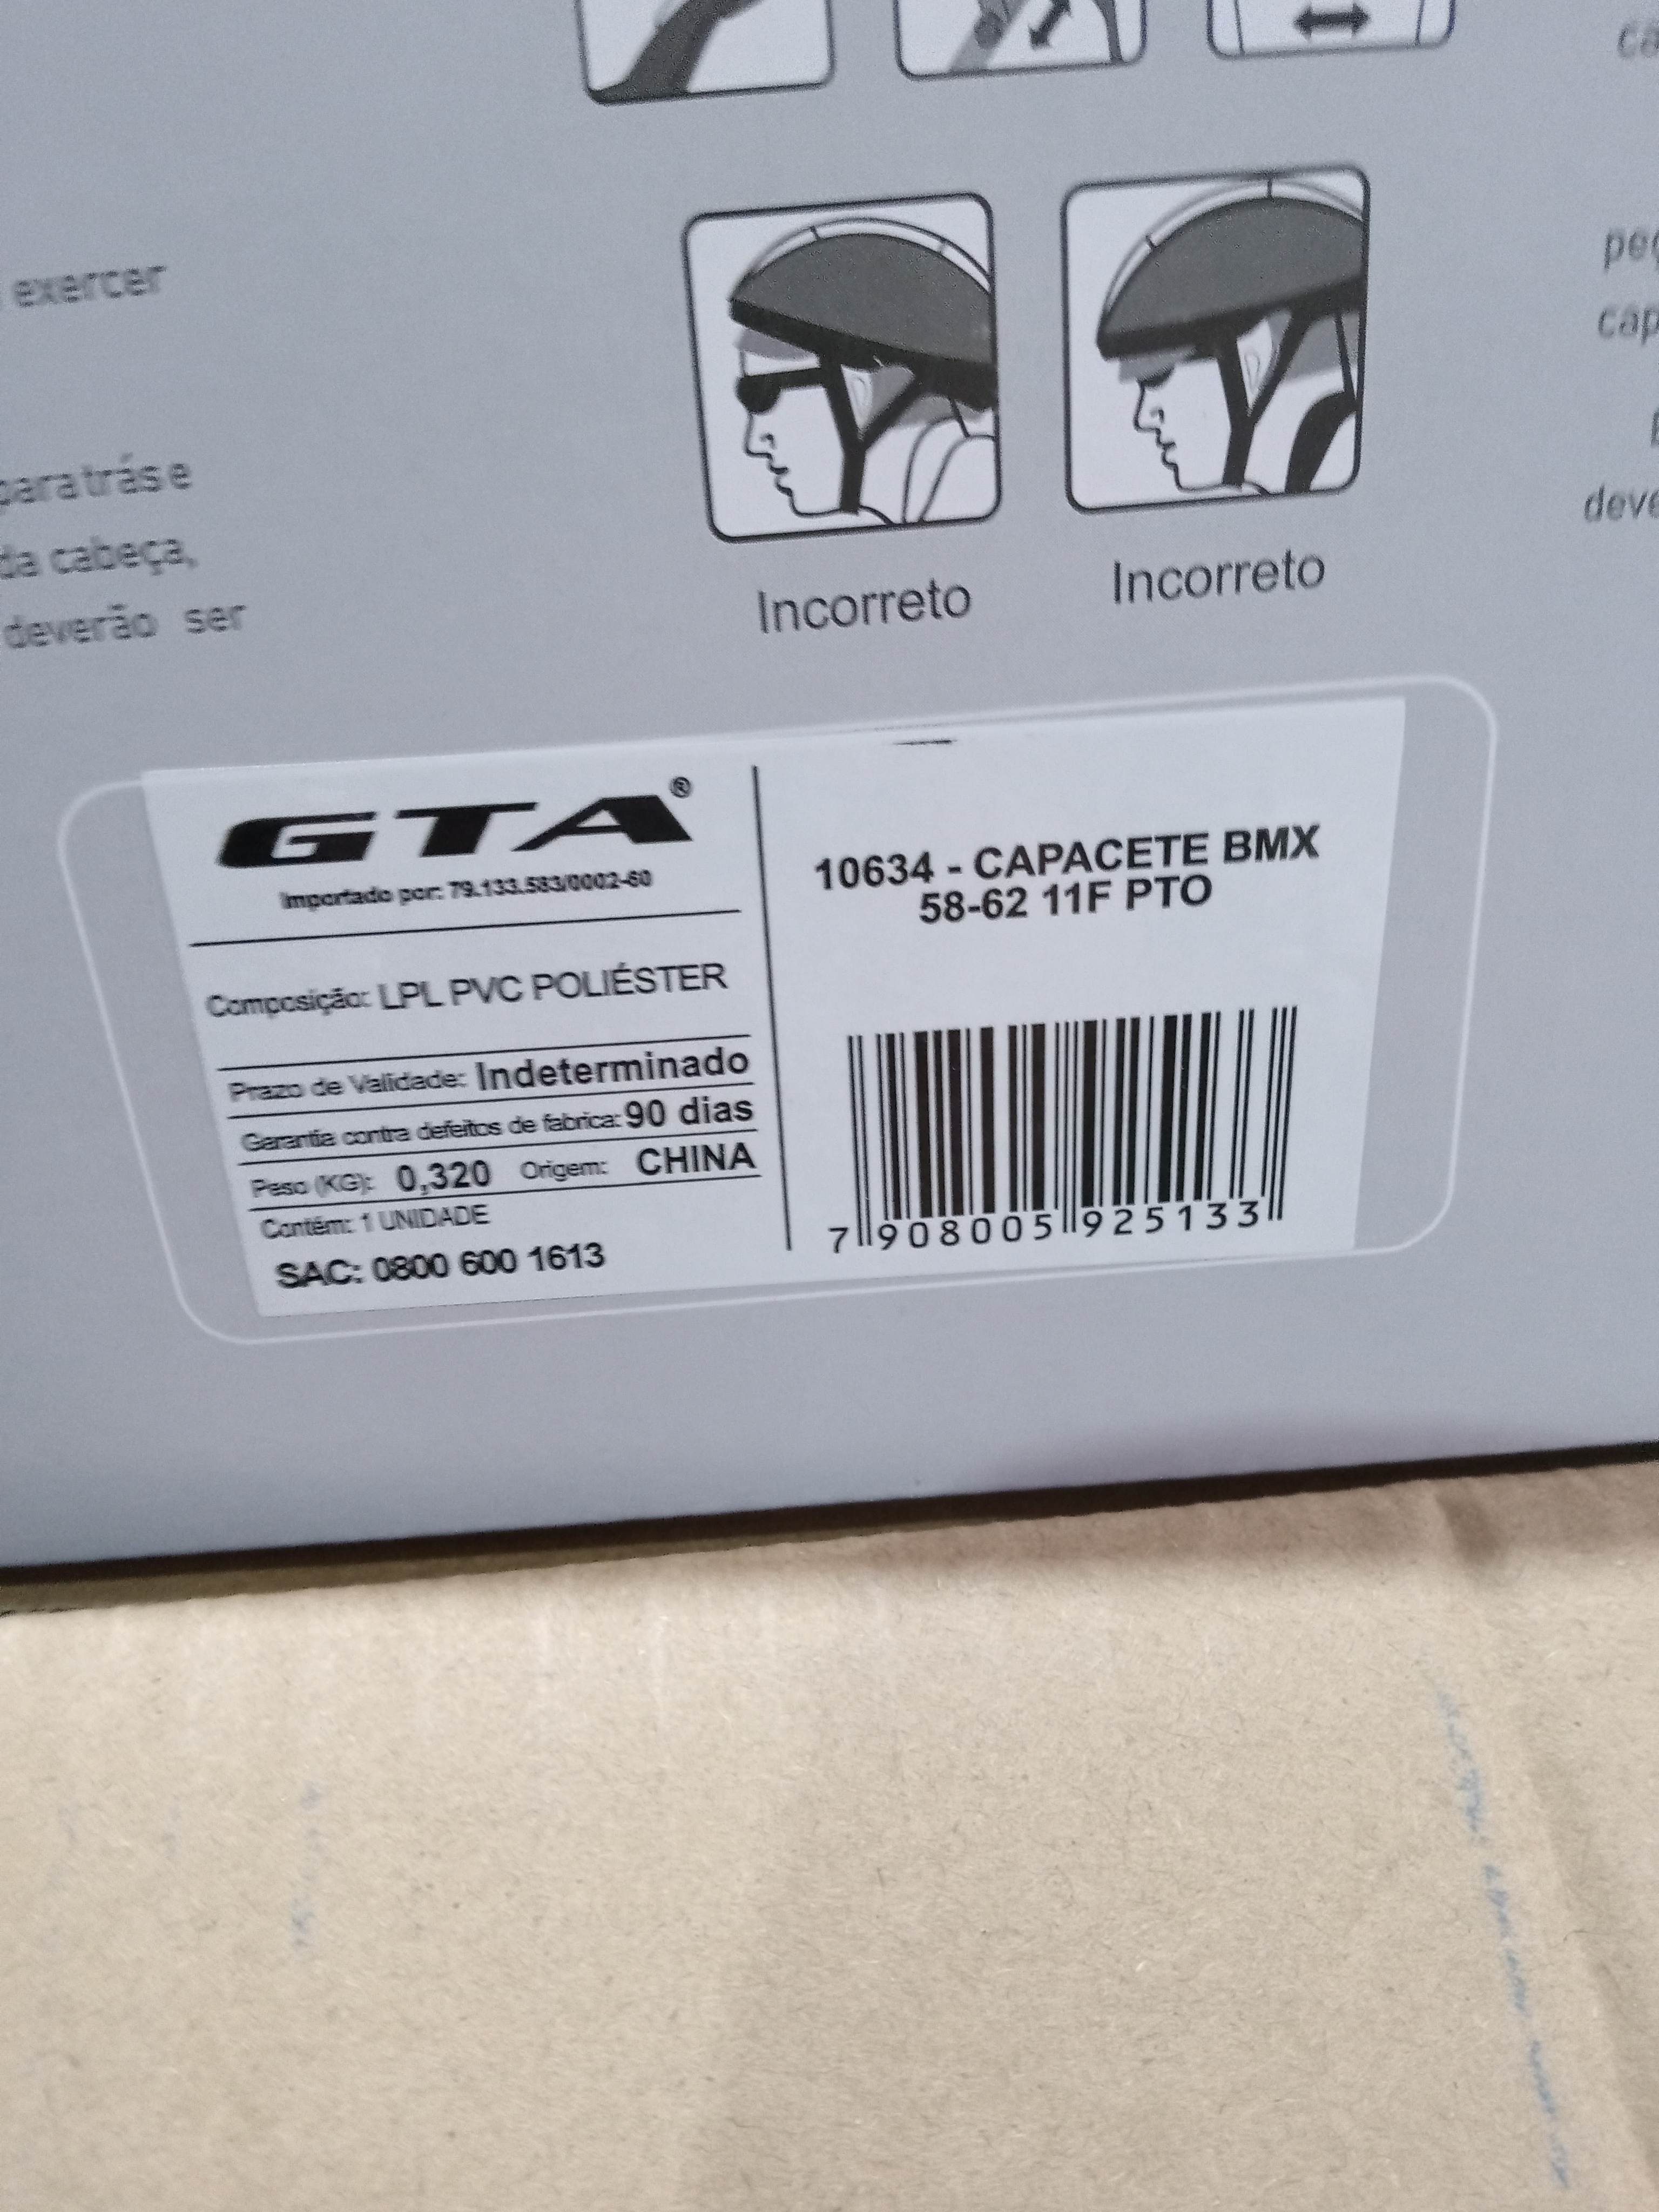 exercer
para trás e
da cabeça,
deverão ser
ca
peç
cap
deve
Incorreto
Incorreto
GTA®
Importado por: 79.133.583/0002-60
Composição: LPL PVC POLIÉSTER
Prazo de Validade: Indeterminado
Garantia contra defeitos de fabrica: 90 dias
Peso (KG): 0,320 Origem: CHINA
Contém: 1 UNIDADE
SAC: 0800 600 1613
10634 - CAPACETE BMX
58-62 11F PTO
7 908005 925133